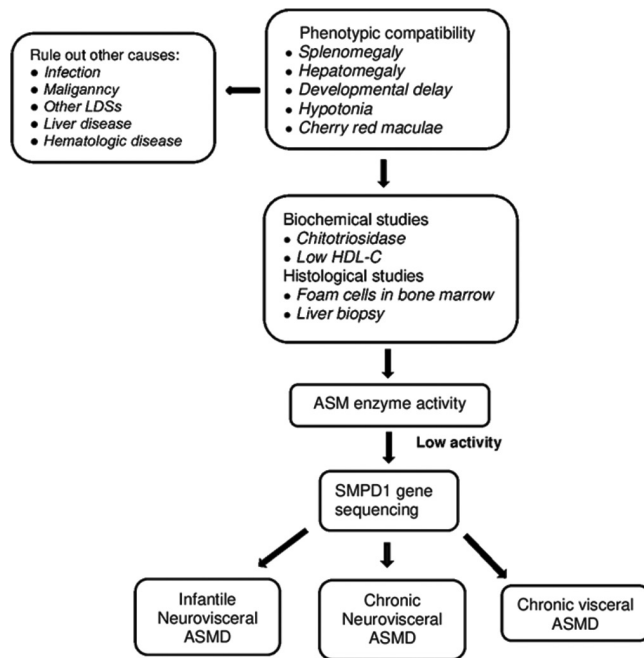 Phenotypic compatibility
• Splenomegaly
• Hepatomegaly
• Developmental delay
• Hypotonia
• Cherry red maculae
Rule out other causes:
• Infection
• Maliganncy
• Other LDSs
• Liver disease
• Hematologic disease
Biochemical studies
• Chitotriosidase
• Low HDL-C
Histological studies
• Foam cells in bone marrow
• Liver biopsy
ASM enzyme activity
Low activity
SMPD1 gene
sequencing
Infantile
Neurovisceral
ASMD
Chronic
Neurovisceral
ASMD
Chronic visceral
ASMD